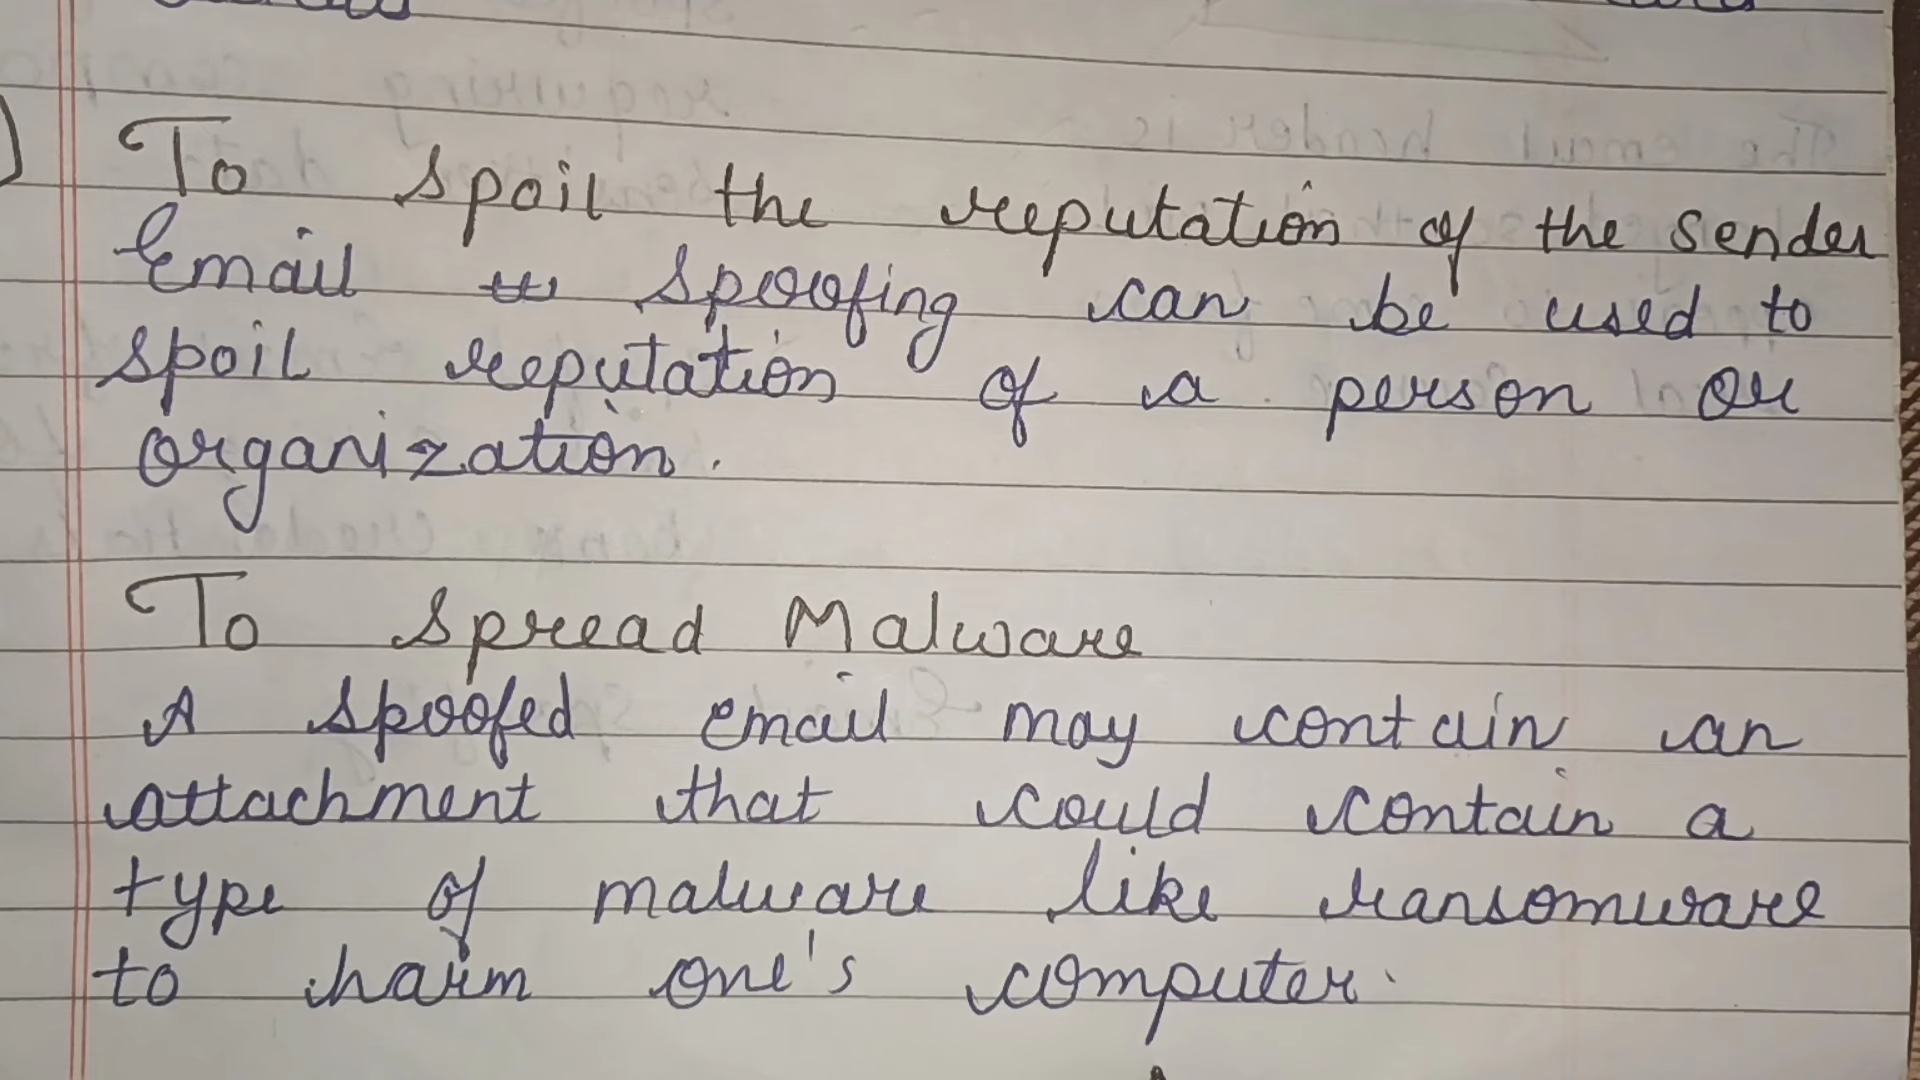 To spoil the reputation of the sender
Email spoofing can be used to
spoil reputation of a person or
organization.
To Spread Malware
A spoofed email may contain an
attachment that could contain a
type of malware like ransomware
to harm one's computer.